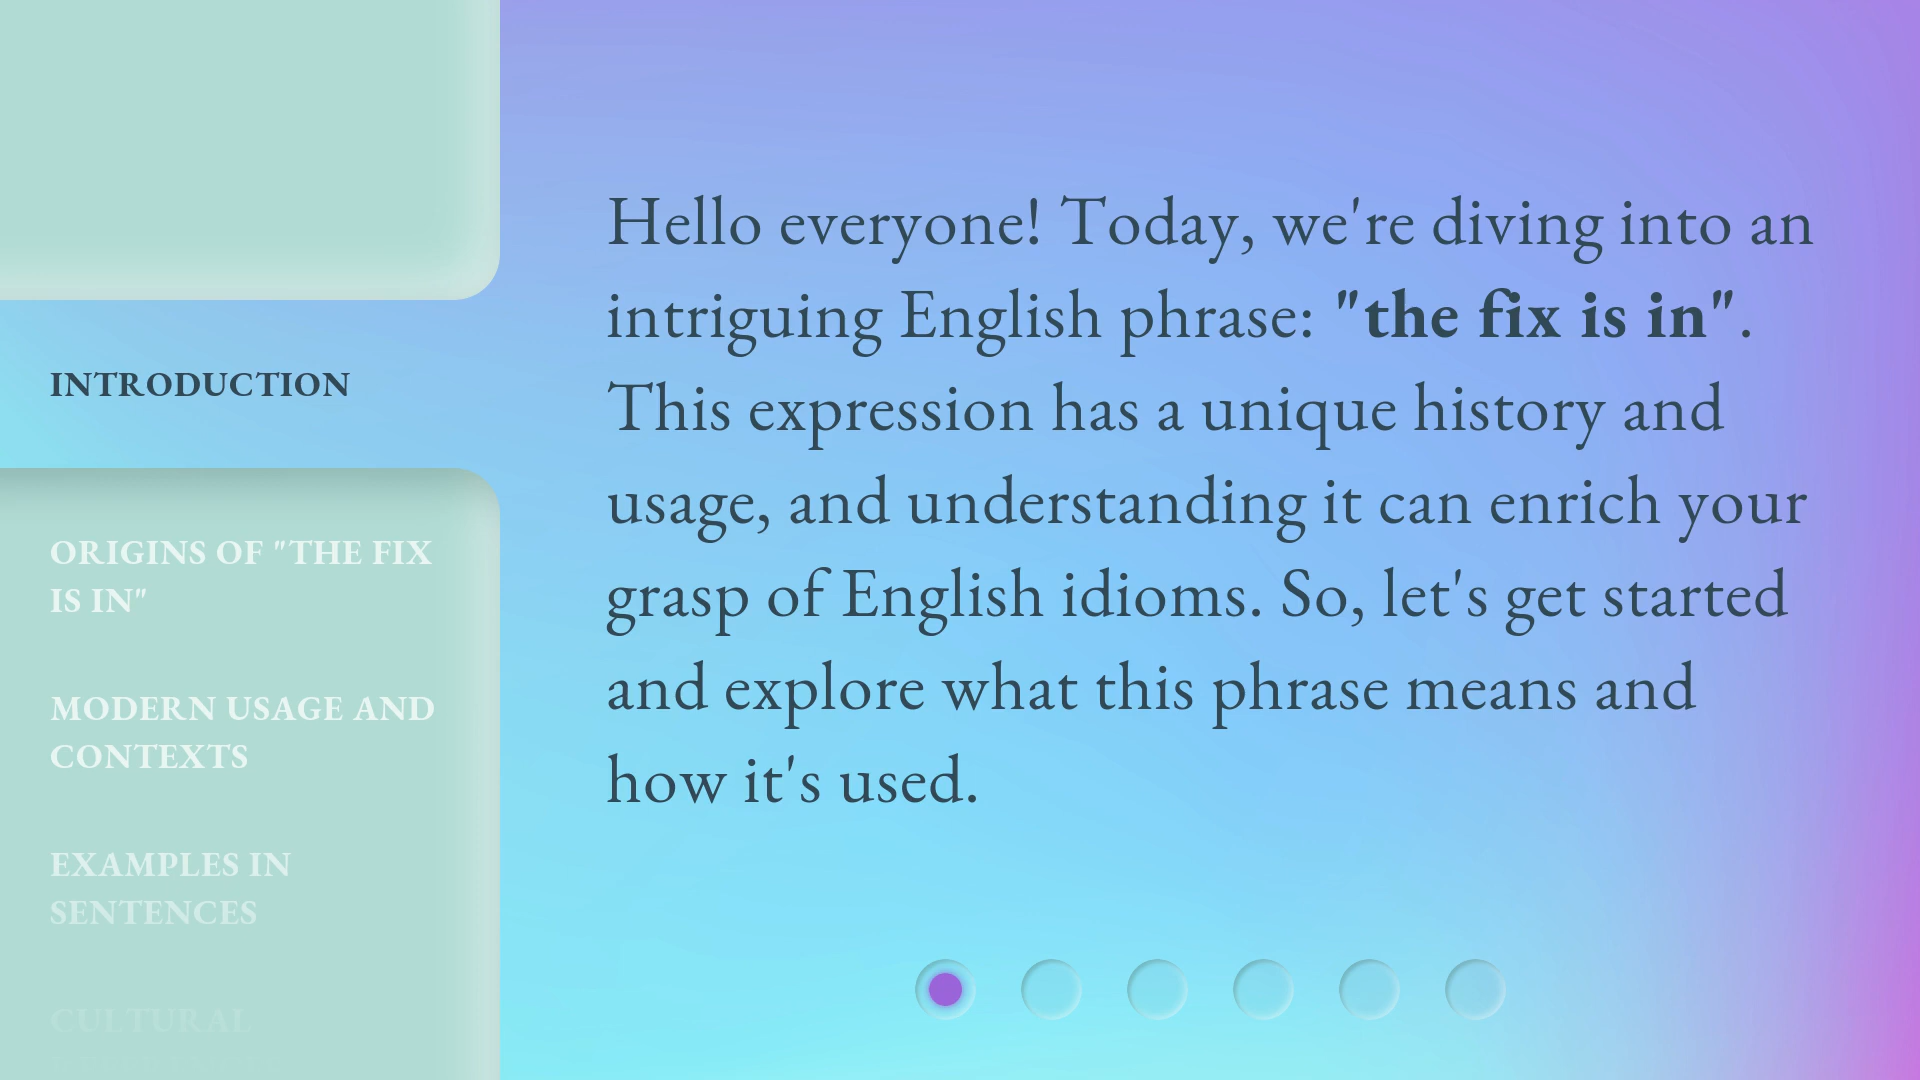 INTRODUCTION
ORIGINS OF "THE FIX
IS IN"
MODERN USAGE AND
CONTEXTS
EXAMPLES IN
SENTENCES
CULTURAL
Hello everyone! Today, we're diving into an
intriguing English phrase: "the fix is in".
This expression has a unique history and
usage, and understanding it can enrich your
grasp of English idioms. So, let's get started
and explore what this phrase means and
how it's used.